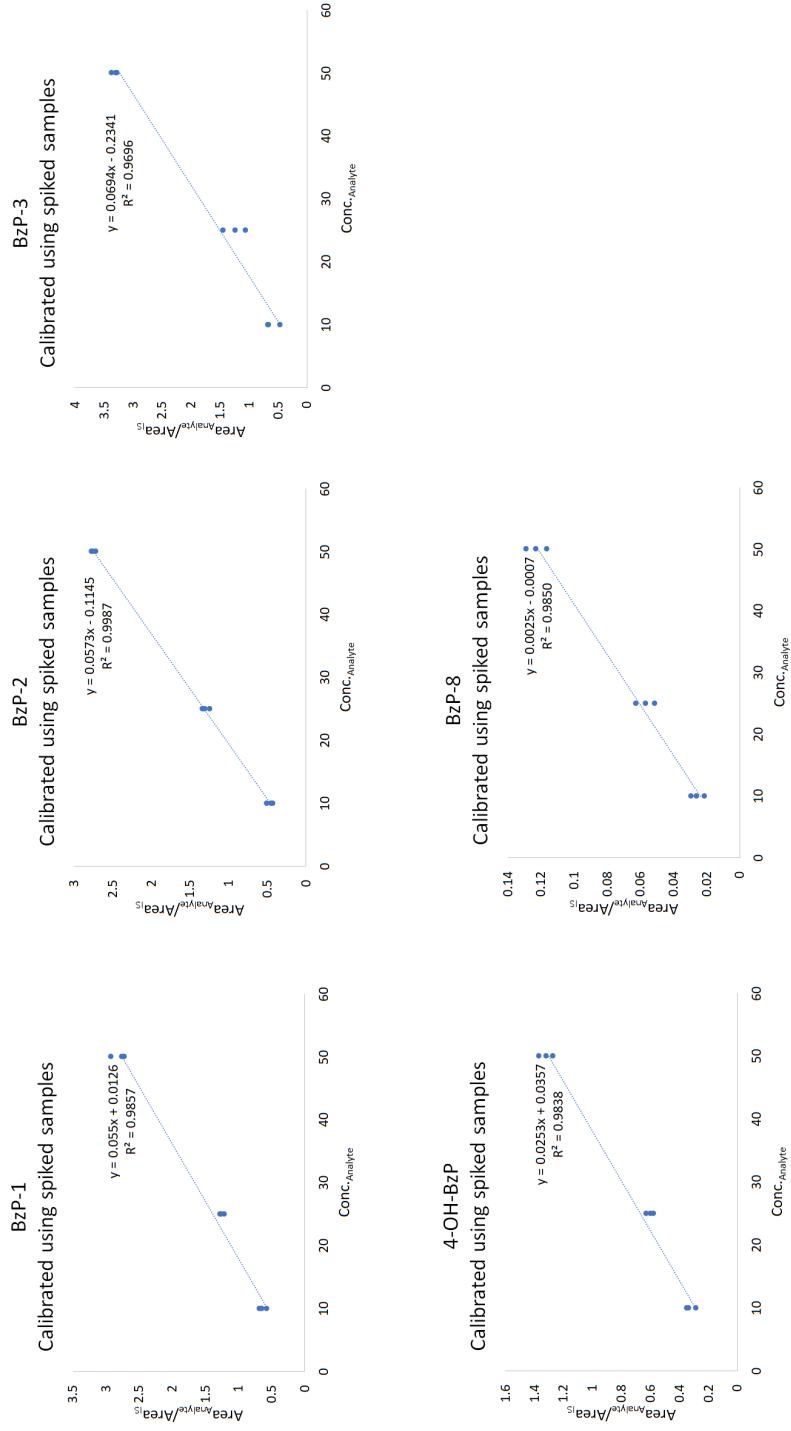 BzP-1
Calibrated using spiked samples
y = 0.055x + 0.0126
R² = 0.9857
3.5
3
2.5
2
1.5
1
0.5
0
0
10
20
30
40
50
60
Area Analyte/Area IS
Conc.Analyte
BzP-2
Calibrated using spiked samples
y = 0.0573x - 0.1145
R² = 0.9987
3
2.5
2
1.5
1
0.5
0
0
10
20
30
40
50
60
Area Analyte/Area IS
Conc.Analyte
BzP-3
Calibrated using spiked samples
y = 0.0694x - 0.2341
R² = 0.9696
4
3.5
3
2.5
2
1.5
1
0.5
0
0
10
20
30
40
50
60
Area Analyte/Area IS
Conc.Analyte
4-OH-BzP
Calibrated using spiked samples
y = 0.0253x + 0.0357
R² = 0.9838
1.6
1.4
1.2
1
0.8
0.6
0.4
0.2
0
0
10
20
30
40
50
60
Area Analyte/Area IS
Conc.Analyte
BzP-8
Calibrated using spiked samples
y = 0.0025x - 0.0007
R² = 0.9850
0.14
0.12
0.1
0.08
0.06
0.04
0.02
0
0
10
20
30
40
50
60
Area Analyte/Area IS
Conc.Analyte